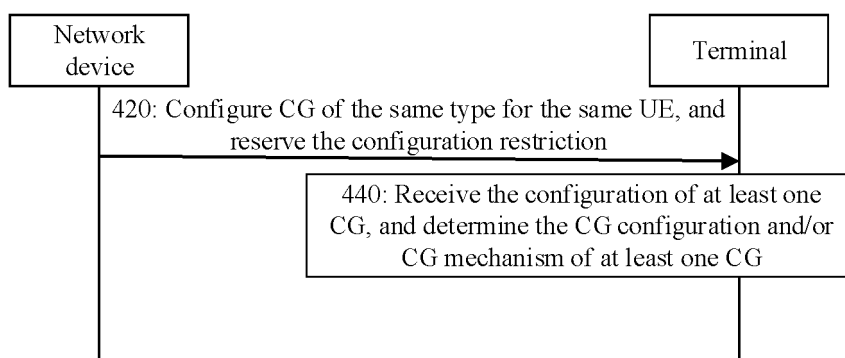 Network
device
Terminal
420: Configure CG of the same type for the same UE, and
reserve the configuration restriction
440: Receive the configuration of at least one
CG, and determine the CG configuration and/or
CG mechanism of at least one CG